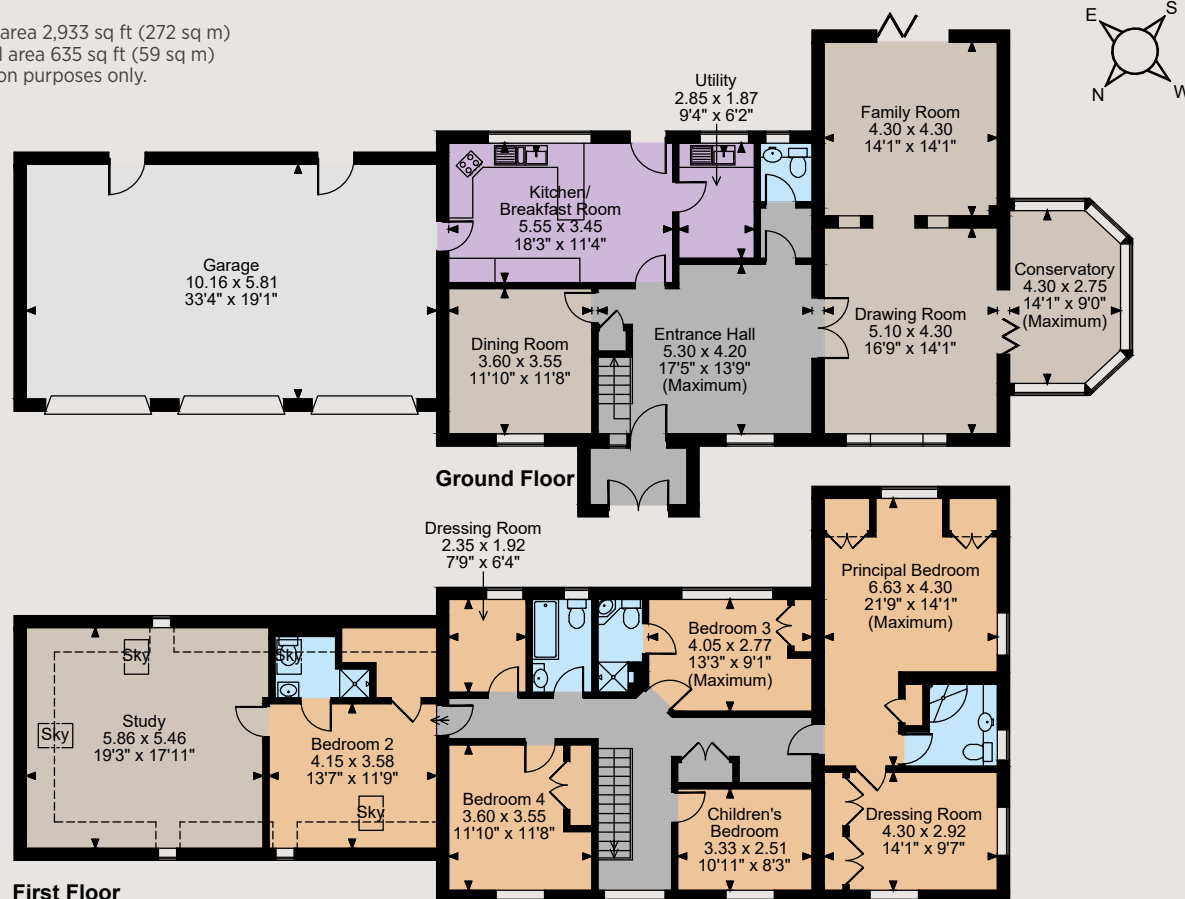 area 2,933 sq ft (272 sq m)
area 635 sq ft (59 sq m)
on purposes only.
E
S
N
W
Utility
2.85 x 1.87
9'4" x 6'2"
Family Room
4.30 x 4.30
14'1" x 14'1"
Kitchen/
Breakfast Room
5.55 x 3.45
18'3" x 11'4"
Garage
10.16 x 5.81
33'4" x 19'1"
Conservatory
4.30 x 2.75
14'1" x 9'0"
(Maximum)
Drawing Room
5.10 x 4.30
16'9" x 14'1"
Entrance Hall
5.30 x 4.20
17'5" x 13'9"
(Maximum)
Dining Room
3.60 x 3.55
11'10" x 11'8"
Ground Floor
Dressing Room
2.35 x 1.92
7'9" x 6'4"
Principal Bedroom
6.63 x 4.30
21'9" x 14'1"
(Maximum)
Bedroom 3
4.05 x 2.77
13'3" x 9'1"
(Maximum)
Sky
Sky
Sky
Study
5.86 x 5.46
19'3" x 17'11"
Bedroom 2
4.15 x 3.58
13'7" x 11'9"
Sky
Bedroom 4
3.60 x 3.55
11'10" x 11'8"
Children's
Bedroom
3.33 x 2.51
10'11" x 8'3"
Dressing Room
4.30 x 2.92
14'1" x 9'7"
First Floor